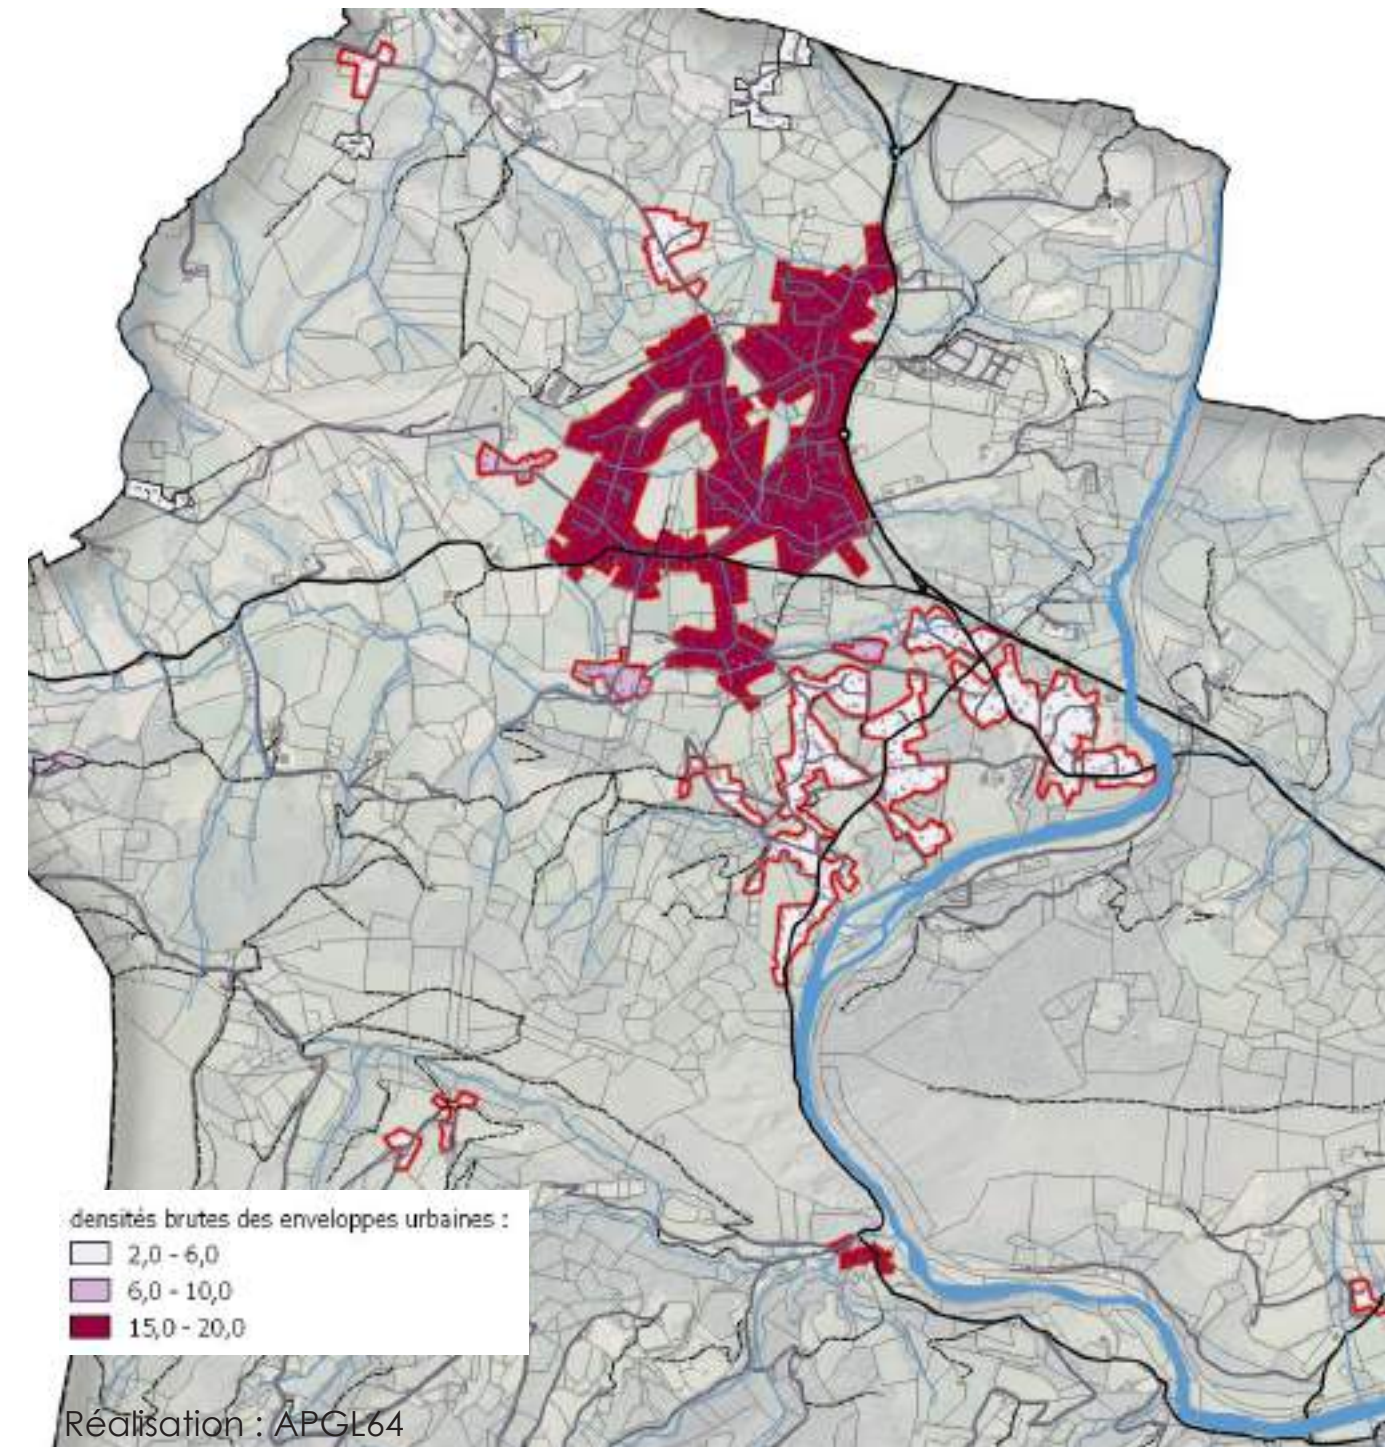 densités brutes des enveloppes urbaines :
2,0 - 6,0
6,0 - 10,0
15,0 - 20,0
Réalisation : APGL64